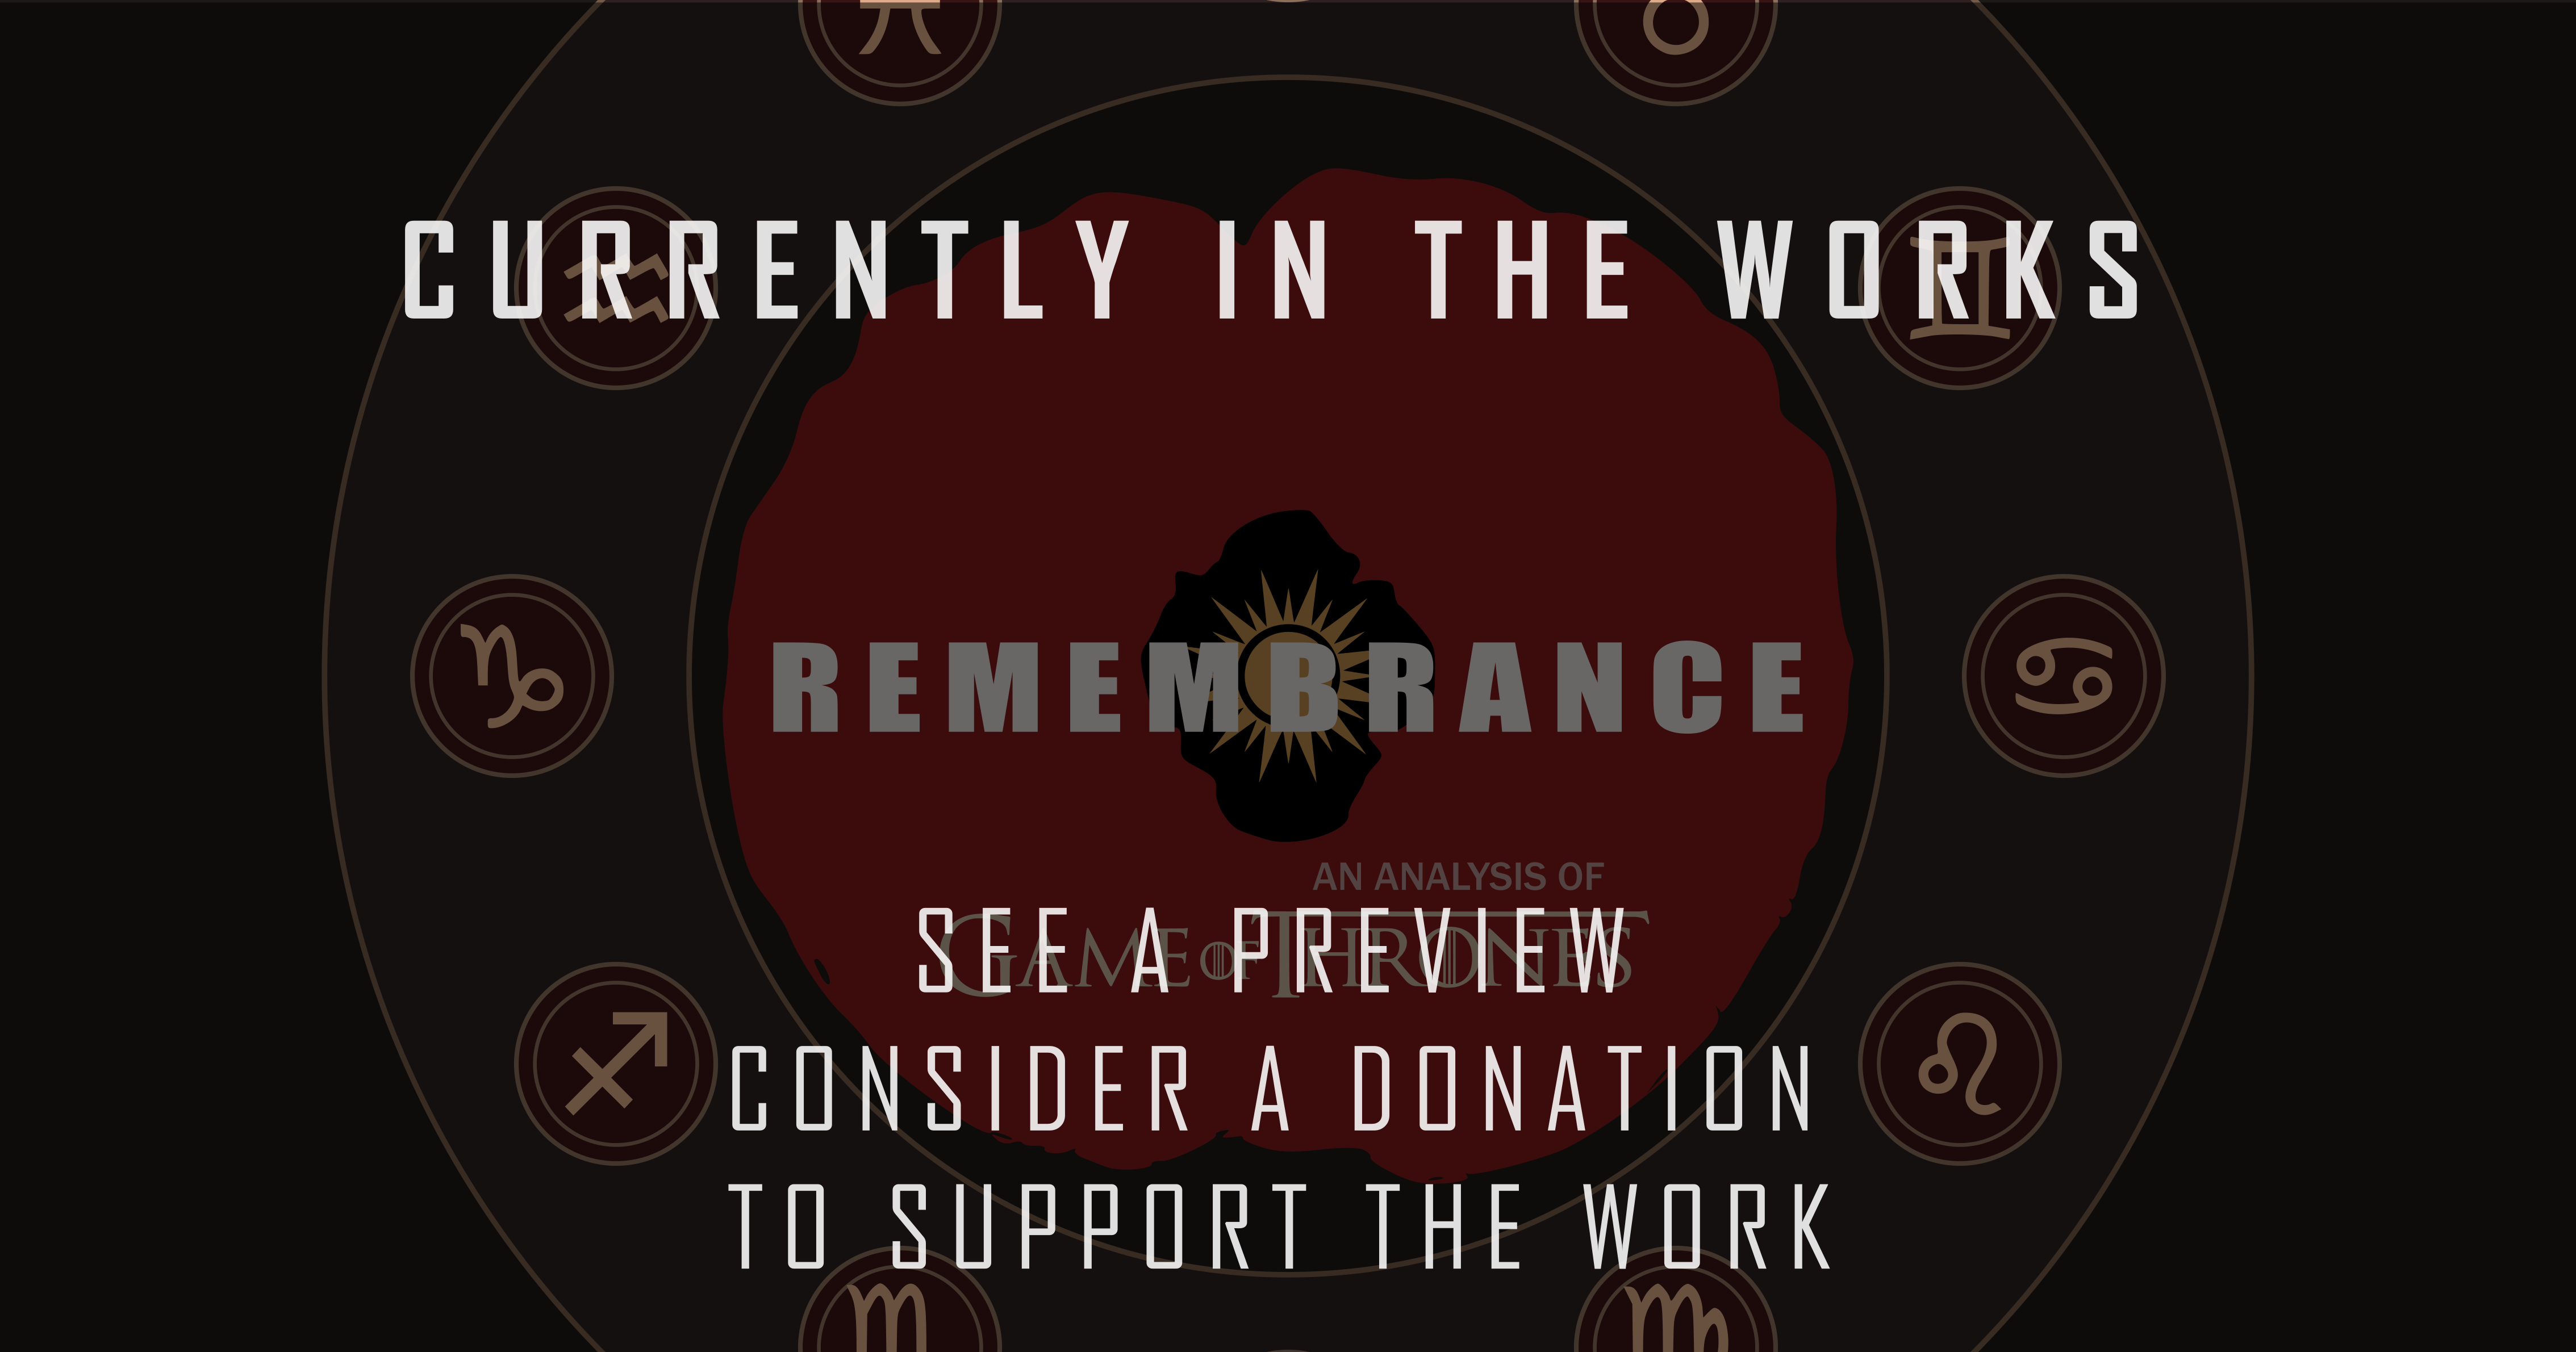 CURRENTLY IN THE WORKS
REMEMBRANCE
AN ANALYSIS OF
GAME OF THRONES
SEE A PREVIEW
CONSIDER A DONATION
TO SUPPORT THE WORK